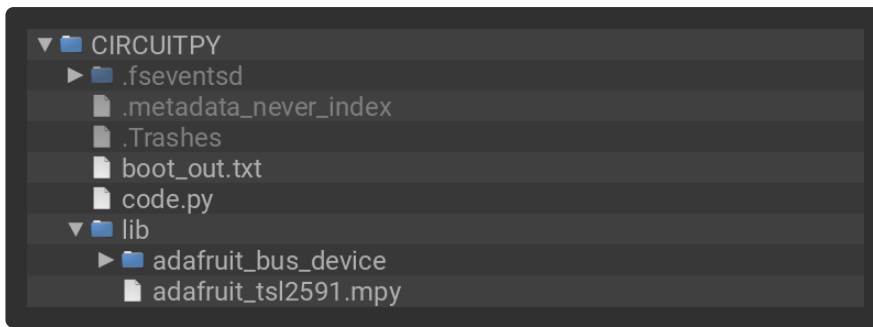 CIRCUITPY
.fseventsd
.metadata_never_index
.Trashes
boot_out.txt
code.py
lib
adafruit_bus_device
adafruit_tsl2591.mpy